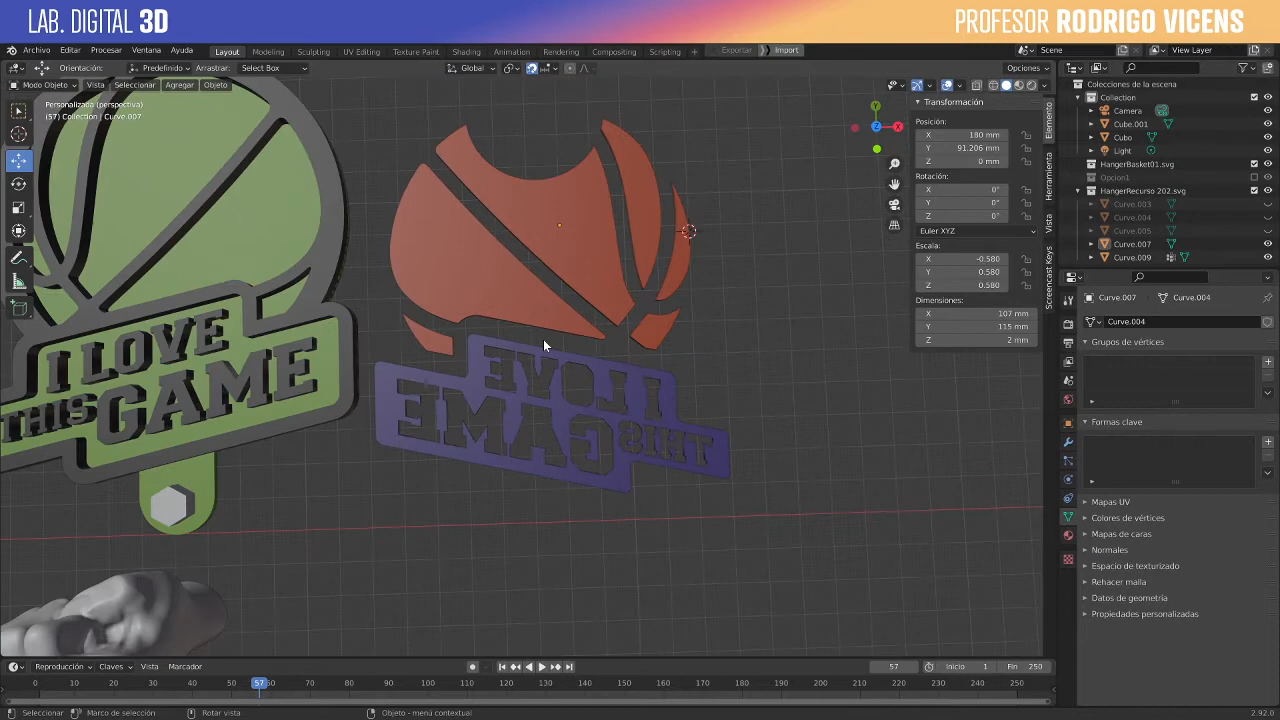 LAB. DIGITAL 3D
PROFESOR RODRIGO VICENS
Archivo Editar Procesar Ventana Ayuda
Layout Modeling Sculpting UV Editing Texture Paint Shading Animation Rendering Compositing Scripting
Exportar Import
Scene
View Layer
Orientación: Predefinido Arrastrar: Select Box
Global
Opciones
Modo Objeto Vista Seleccionar Agregar Objeto
Personalizada (perspectiva)
(57) Collection | Curve.007
I LOVE
THIS GAME
I LOVE
THIS GAME
Y
Z
X
Transformación
Posición:
X 180 mm
Y 91.206 mm
Z 0 mm
Rotación:
X 0°
Y 0°
Z 0°
Euler XYZ
Escala:
X -0.580
Y 0.580
Z 0.580
Dimensiones:
X 107 mm
Y 115 mm
Z 2 mm
Elemento
Herramienta
Vista
Screencast Keys
Colecciones de la escena
Collection
Camera
Cube.001
Cubo
Light
HangerBasket01.svg
Opcion1
HangerRecurso 202.svg
Curve.003
Curve.004
Curve.005
Curve.007
Curve.009
Curve.007 Curve.004
Curve.004
Grupos de vértices
Formas clave
Mapas UV
Colores de vértices
Mapas de caras
Normales
Espacio de texturizado
Rehacer malla
Datos de geometría
Propiedades personalizadas
Reproducción Claves Vista Marcador
57 Inicio 1 Fin 250
0 10 20 30 40 50 57 60 70 80 90 100 110 120 130 140 150 160 170 180 190 200 210 220 230 240 250
Seleccionar Marco de selección Rotar vista Objeto - menú contextual
2.92.0